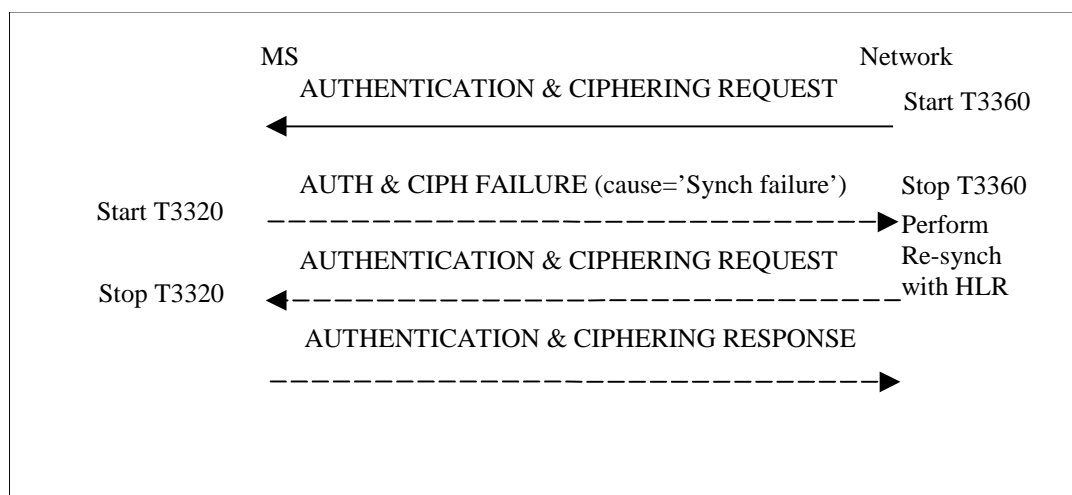 MS
Network
AUTHENTICATION & CIPHERING REQUEST
Start T3360
AUTH & CIPH FAILURE (cause=’Synch failure’)
Stop T3360
Start T3320
Perform
Re-synch
with HLR
AUTHENTICATION & CIPHERING REQUEST
Stop T3320
AUTHENTICATION & CIPHERING RESPONSE